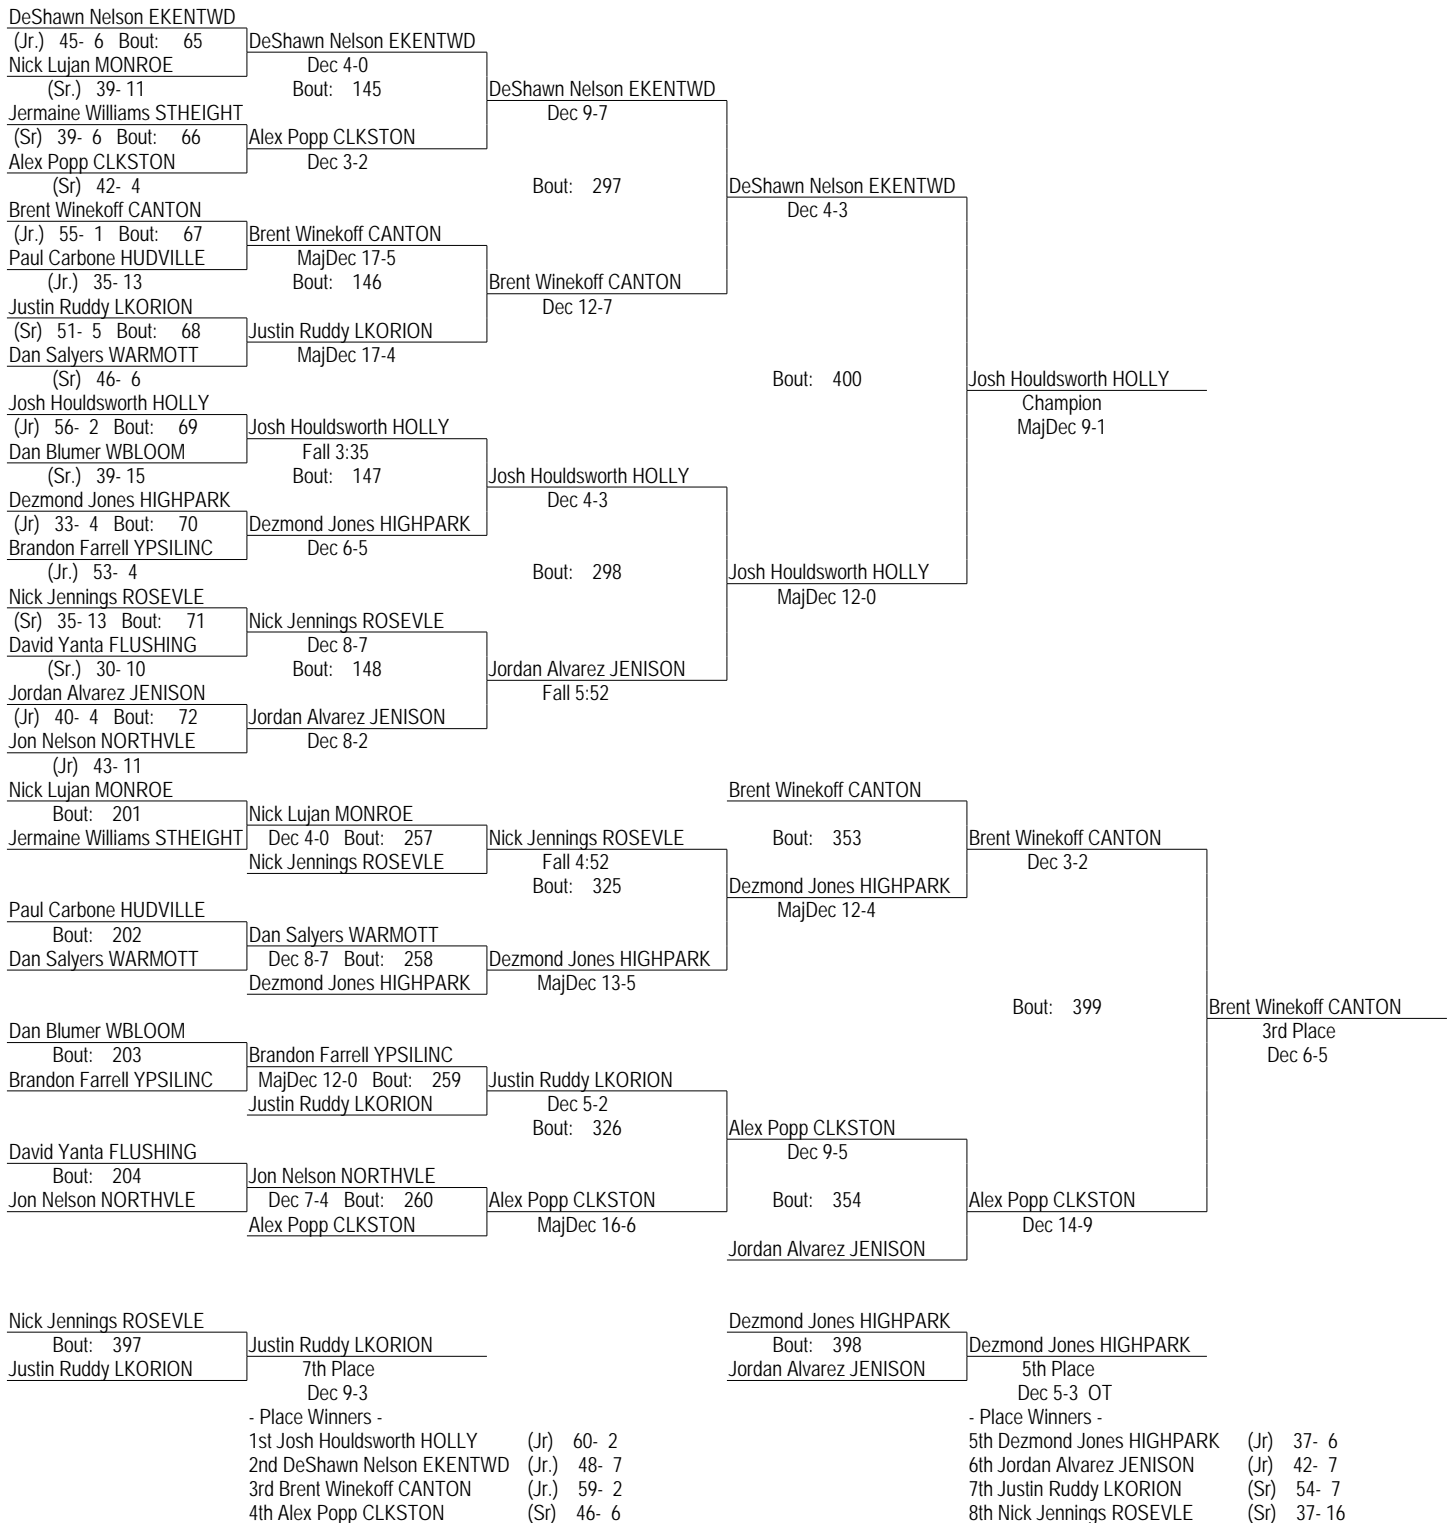 DeShawn Nelson EKENTWD
(Jr.) 45- 6 Bout: 65 DeShawn Nelson EKENTWD
Nick Lujan MONROE Dec 4-0
(Sr.) 39- 11 Bout: 145 DeShawn Nelson EKENTWD
Jermaine Williams STHEIGHT Dec 9-7
(Sr) 39- 6 Bout: 66 Alex Popp CLKSTON
Alex Popp CLKSTON Dec 3-2
(Sr) 42- 4 Bout: 297 DeShawn Nelson EKENTWD
Brent Winekoff CANTON Dec 4-3
(Jr.) 55- 1 Bout: 67 Brent Winekoff CANTON
Paul Carbone HUDVILLE MajDec 17-5
(Jr.) 35- 13 Bout: 146 Brent Winekoff CANTON
Justin Ruddy LKORION Dec 12-7
(Sr) 51- 5 Bout: 68 Justin Ruddy LKORION
Dan Salyers WARMOTT MajDec 17-4
(Sr) 46- 6 Bout: 400 Josh Houldsworth HOLLY
Josh Houldsworth HOLLY Champion
(Jr) 56- 2 Bout: 69 Josh Houldsworth HOLLY MajDec 9-1
Dan Blumer WBLOOM Fall 3:35
(Sr.) 39- 15 Bout: 147 Josh Houldsworth HOLLY
Dezmond Jones HIGHPARK Dec 4-3
(Jr) 33- 4 Bout: 70 Dezmond Jones HIGHPARK
Brandon Farrell YPSILINC Dec 6-5
(Jr.) 53- 4 Bout: 298 Josh Houldsworth HOLLY
Nick Jennings ROSEVLE MajDec 12-0
(Sr) 35- 13 Bout: 71 Nick Jennings ROSEVLE
David Yanta FLUSHING Dec 8-7
(Sr.) 30- 10 Bout: 148 Jordan Alvarez JENISON
Jordan Alvarez JENISON Fall 5:52
(Jr) 40- 4 Bout: 72 Jordan Alvarez JENISON
Jon Nelson NORTHVLE Dec 8-2
(Jr) 43- 11
Nick Lujan MONROE Brent Winekoff CANTON
Bout: 201 Nick Lujan MONROE
Jermaine Williams STHEIGHT Dec 4-0 Bout: 257 Nick Jennings ROSEVLE Bout: 353 Brent Winekoff CANTON
Nick Jennings ROSEVLE Fall 4:52 Dec 3-2
Bout: 325 Dezmond Jones HIGHPARK
Paul Carbone HUDVILLE MajDec 12-4
Bout: 202 Dan Salyers WARMOTT
Dan Salyers WARMOTT Dec 8-7 Bout: 258 Dezmond Jones HIGHPARK
Dezmond Jones HIGHPARK MajDec 13-5
Bout: 399 Brent Winekoff CANTON
Dan Blumer WBLOOM 3rd Place
Bout: 203 Brandon Farrell YPSILINC Dec 6-5
Brandon Farrell YPSILINC MajDec 12-0 Bout: 259 Justin Ruddy LKORION
Justin Ruddy LKORION Dec 5-2
Bout: 326 Alex Popp CLKSTON
David Yanta FLUSHING Dec 9-5
Bout: 204 Jon Nelson NORTHVLE
Jon Nelson NORTHVLE Dec 7-4 Bout: 260 Alex Popp CLKSTON Bout: 354 Alex Popp CLKSTON
Alex Popp CLKSTON MajDec 16-6 Dec 14-9
Jordan Alvarez JENISON
Nick Jennings ROSEVLE Dezmond Jones HIGHPARK
Bout: 397 Justin Ruddy LKORION Bout: 398 Dezmond Jones HIGHPARK
Justin Ruddy LKORION 7th Place Jordan Alvarez JENISON 5th Place
Dec 9-3 Dec 5-3 OT
- Place Winners - - Place Winners -
1st Josh Houldsworth HOLLY (Jr) 60- 2 5th Dezmond Jones HIGHPARK (Jr) 37- 6
2nd DeShawn Nelson EKENTWD (Jr.) 48- 7 6th Jordan Alvarez JENISON (Jr) 42- 7
3rd Brent Winekoff CANTON (Jr.) 59- 2 7th Justin Ruddy LKORION (Sr) 54- 7
4th Alex Popp CLKSTON (Sr) 46- 6 8th Nick Jennings ROSEVLE (Sr) 37- 16